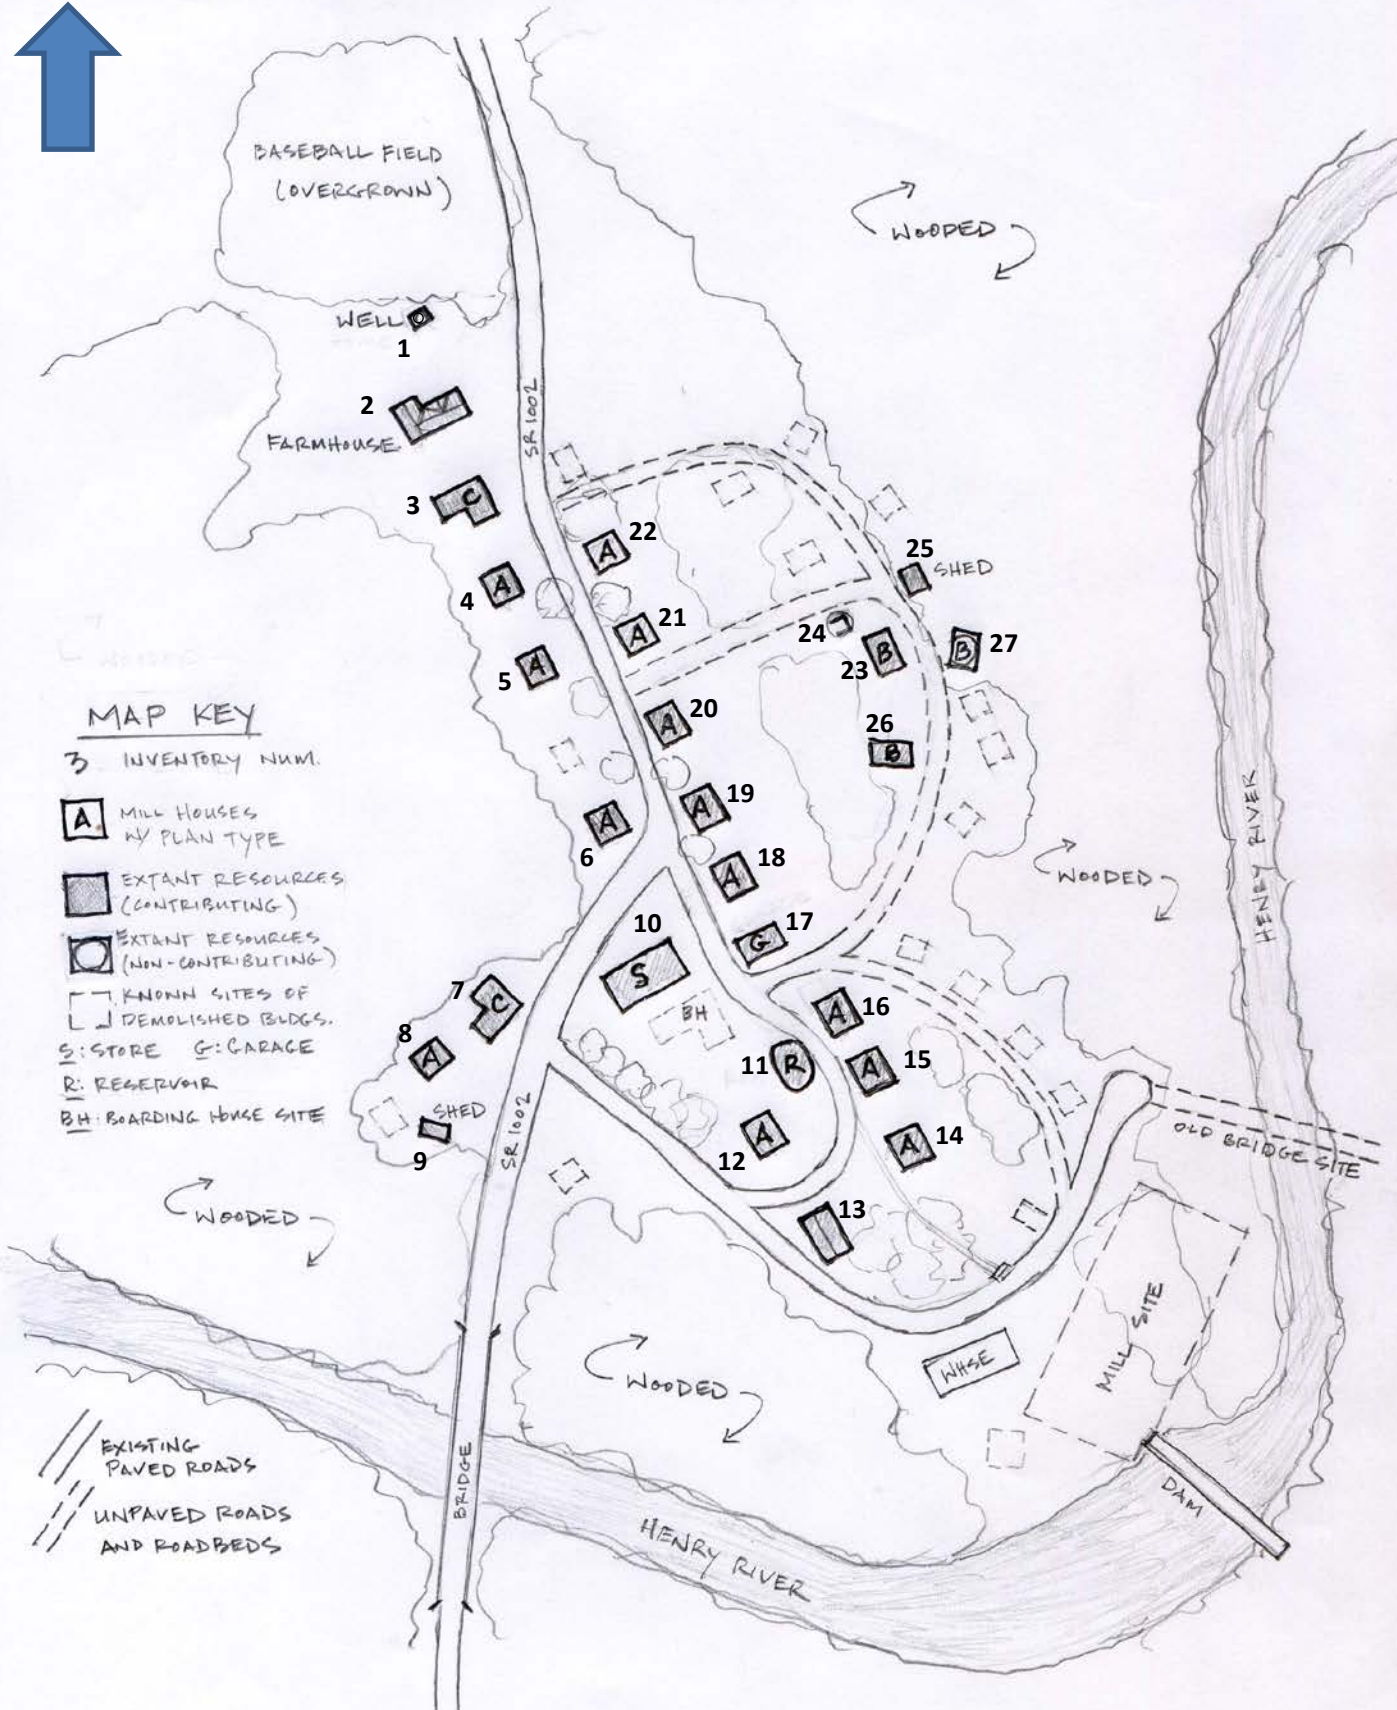 BASEBALL FIELD
(OVERGROWN)
WOODED
WELL
1
2
FARMHOUSE
SR 1002
3
C
22
A
4
A
25
SHED
21
A
24
23
B
27
B
5
A
20
A
26
B
19
A
6
A
18
A
17
G
MAP KEY
3 INVENTORY NUM.
A MILL HOUSES
W/ PLAN TYPE
EXTANT RESOURCES
(CONTRIBUTING)
EXTANT RESOURCES
(NON-CONTRIBUTING)
KNOWN SITES OF
DEMOLISHED BLDGS.
S: STORE G: GARAGE
R: RESERVOIR
BH: BOARDING HOUSE SITE
HENRY RIVER
WOODED
10
S
BH
7
C
8
A
SHED
9
SR 1002
16
A
11
R
15
A
12
A
14
A
13
OLD BRIDGE SITE
WOODED
MILL SITE
WHSE
WOODED
DAM
BRIDGE
HENRY RIVER
EXISTING
PAVED ROADS
UNPAVED ROADS
AND ROADBEDS